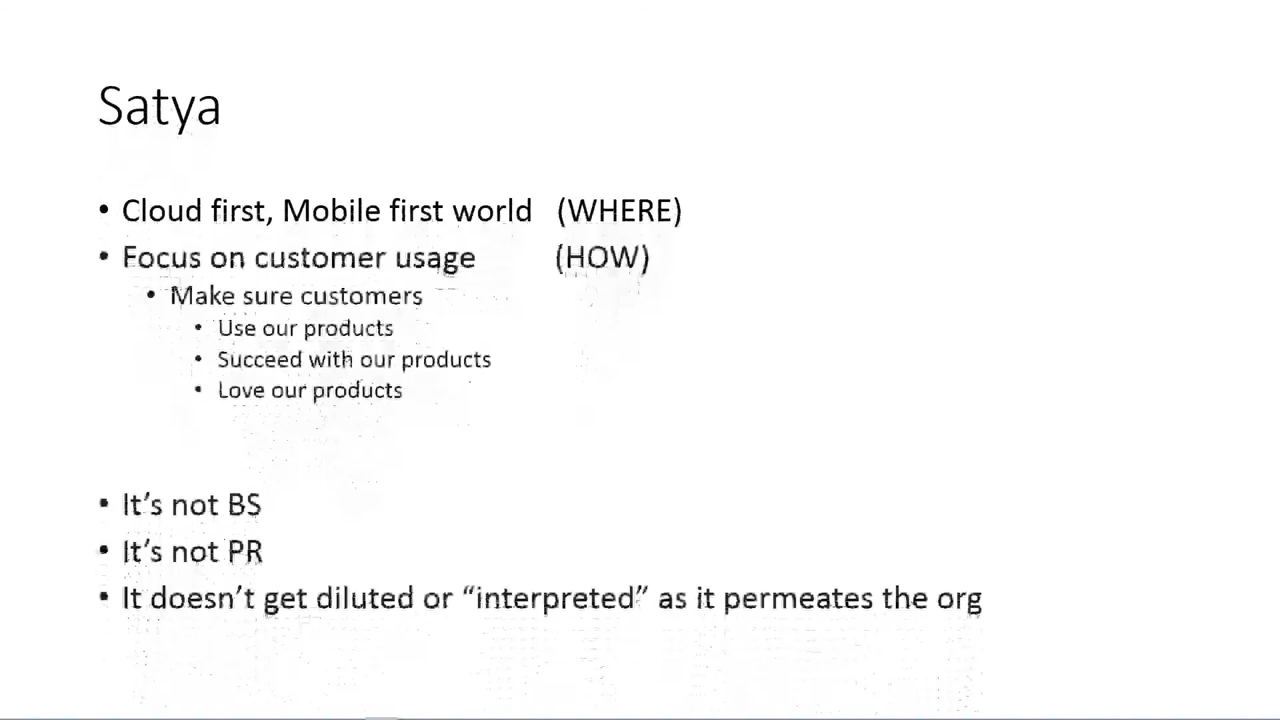 Satya
• Cloud first, Mobile first world (WHERE)
• Focus on customer usage (HOW)
• Make sure customers
• Use our products
• Succeed with our products
• Love our products
• It’s not BS
• It’s not PR
• It doesn’t get diluted or “interpreted” as it permeates the org